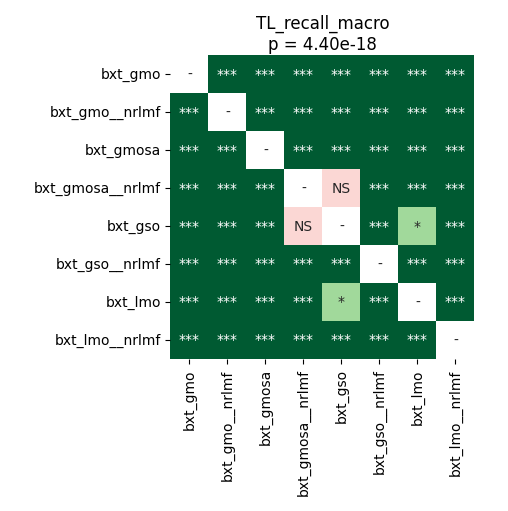 TL_recall_macro
p = 4.40e-18
bxt_gmo - *** *** *** *** *** *** ***
bxt_gmo__nrlmf *** - *** *** *** *** *** ***
bxt_gmosa *** *** - *** *** *** *** ***
bxt_gmosa__nrlmf *** *** *** - NS *** *** ***
bxt_gso *** *** *** NS - *** * ***
bxt_gso__nrlmf *** *** *** *** *** - *** ***
bxt_lmo *** *** *** *** * *** - ***
bxt_lmo__nrlmf *** *** *** *** *** *** *** -
bxt_gmo
bxt_gmo__nrlmf
bxt_gmosa
bxt_gmosa__nrlmf
bxt_gso
bxt_gso__nrlmf
bxt_lmo
bxt_lmo__nrlmf